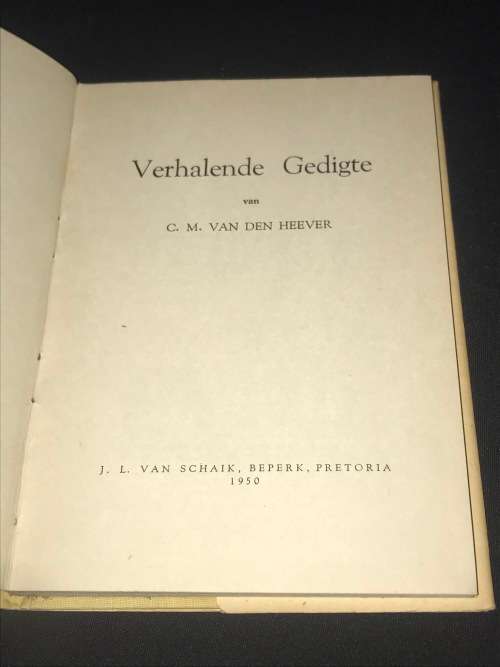 Verhalende Gedigte
van
C. M. VAN DEN HEEVER
J. L. VAN SCHAIK, BEPERK, PRETORIA
1950